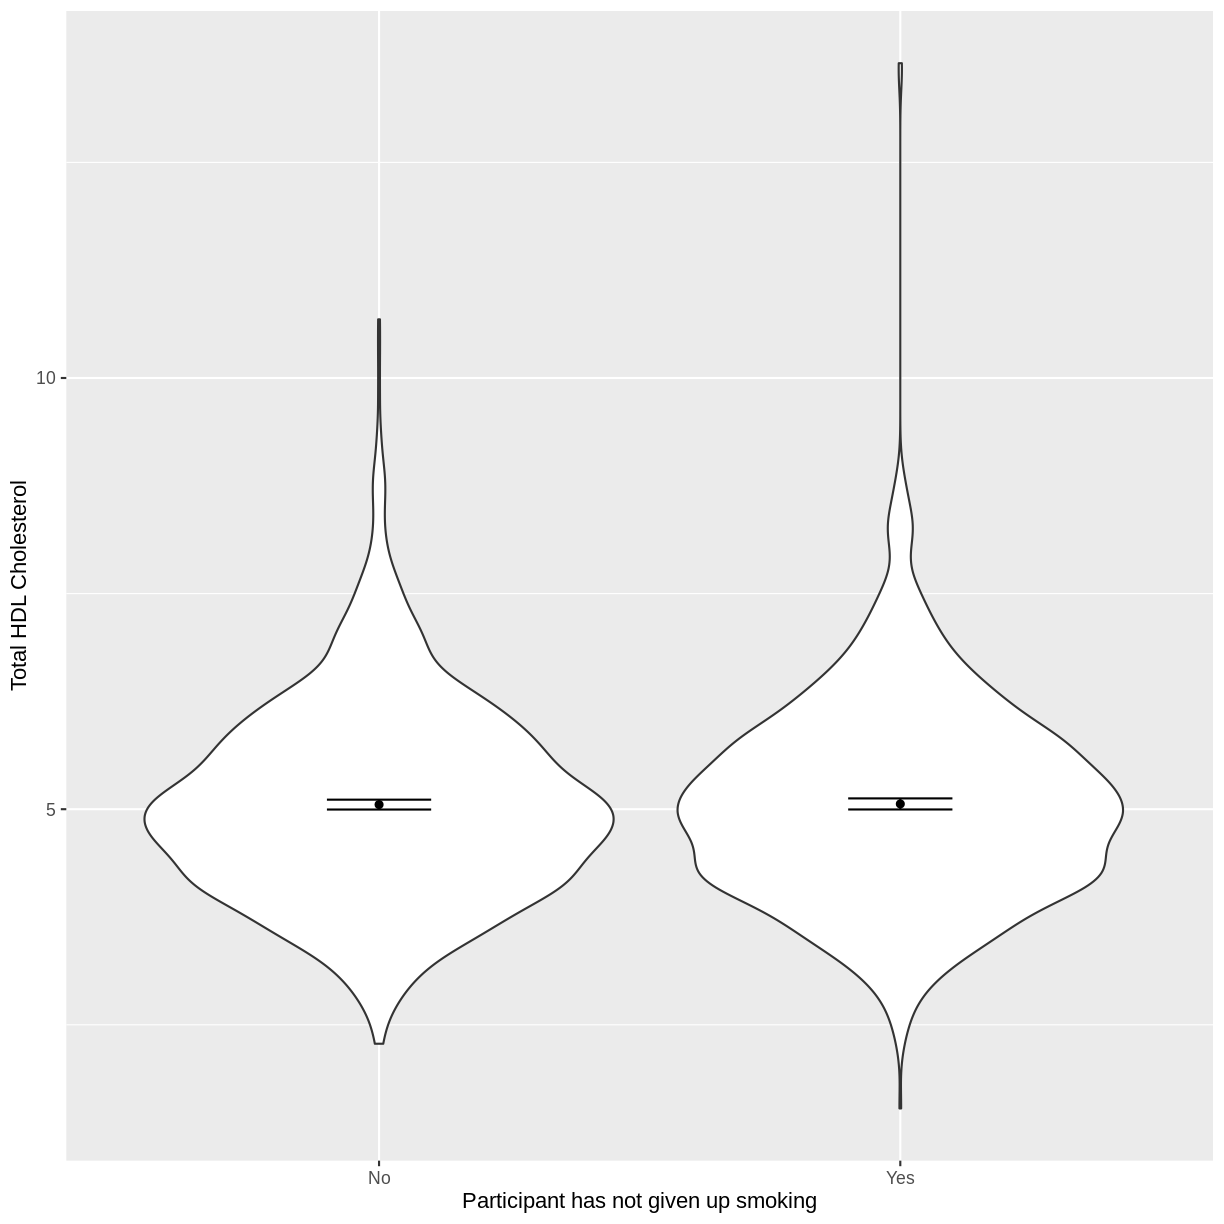 Total HDL Cholesterol
10
5
No
Yes
Participant has not given up smoking